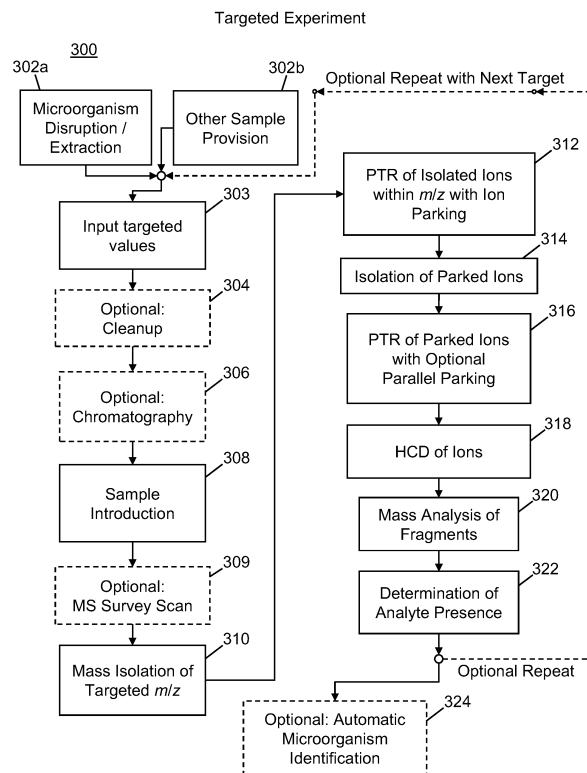 Targeted Experiment
300
302a
Microorganism
Disruption /
Extraction
302b
Other Sample
Provision
Optional Repeat with Next Target
303
Input targeted
values
304
Optional:
Cleanup
306
Optional:
Chromatography
308
Sample
Introduction
309
Optional:
MS Survey Scan
310
Mass Isolation of
Targeted m/z
312
PTR of Isolated Ions
within m/z with Ion
Parking
314
Isolation of Parked Ions
316
PTR of Parked Ions
with Optional
Parallel Parking
318
HCD of Ions
320
Mass Analysis of
Fragments
322
Determination of
Analyte Presence
Optional Repeat
324
Optional: Automatic
Microorganism
Identification